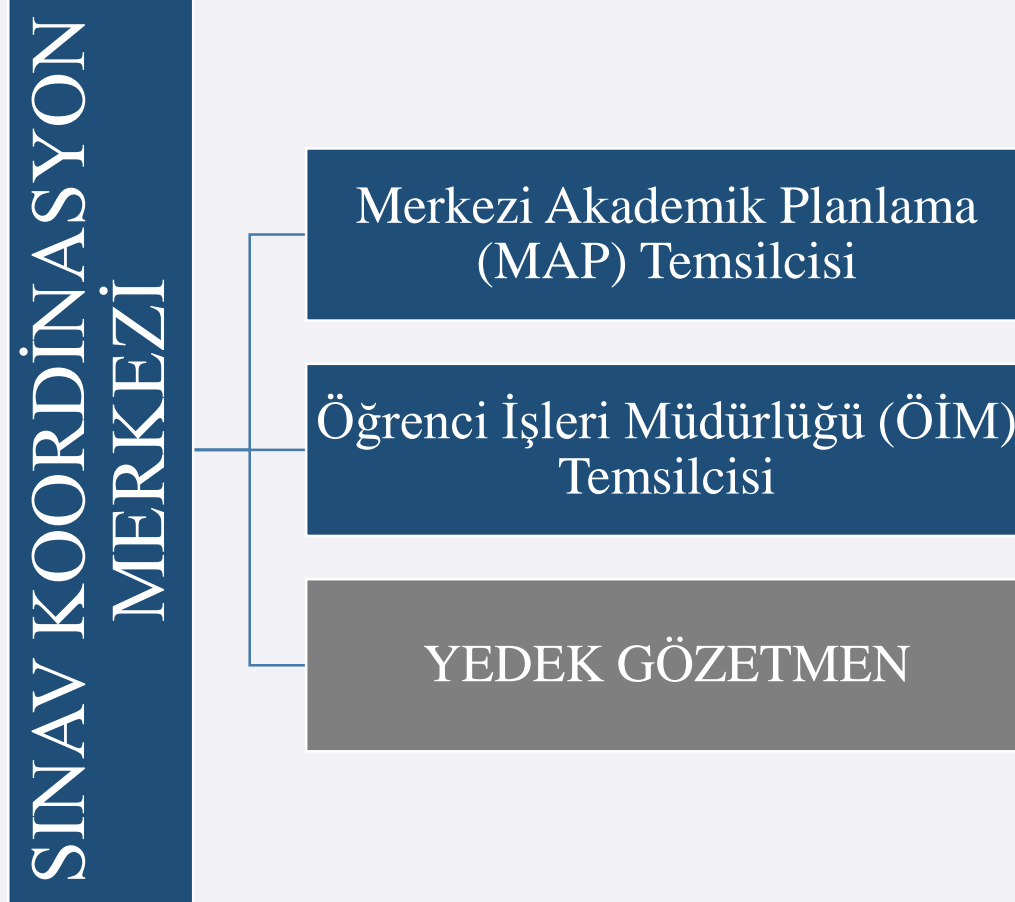 SINAV KOORDİNASYON
MERKEZİ
Merkezi Akademik Planlama
(MAP) Temsilcisi
Öğrenci İşleri Müdürlüğü (ÖİM)
Temsilcisi
YEDEK GÖZETMEN